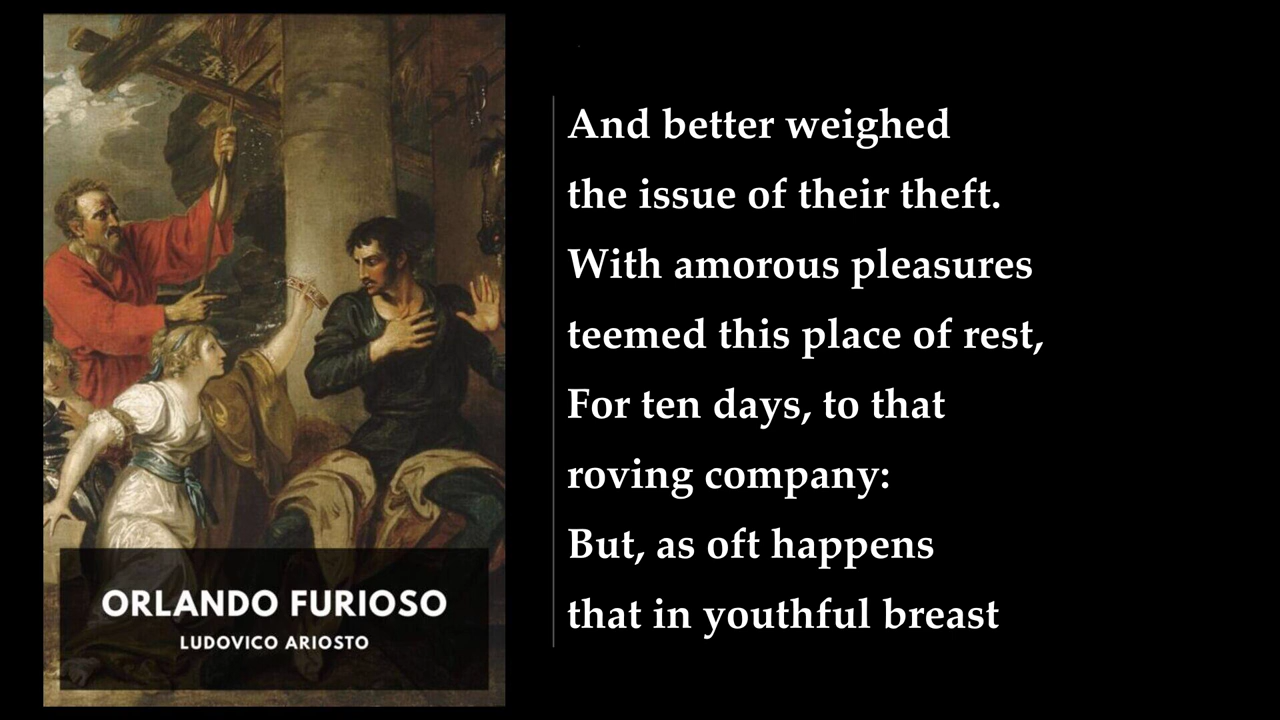 ORLANDO FURIOSO
LUDOVICO ARIOSTO
And better weighed
the issue of their theft.
With amorous pleasures
teemed this place of rest,
For ten days, to that
roving company:
But, as oft happens
that in youthful breast